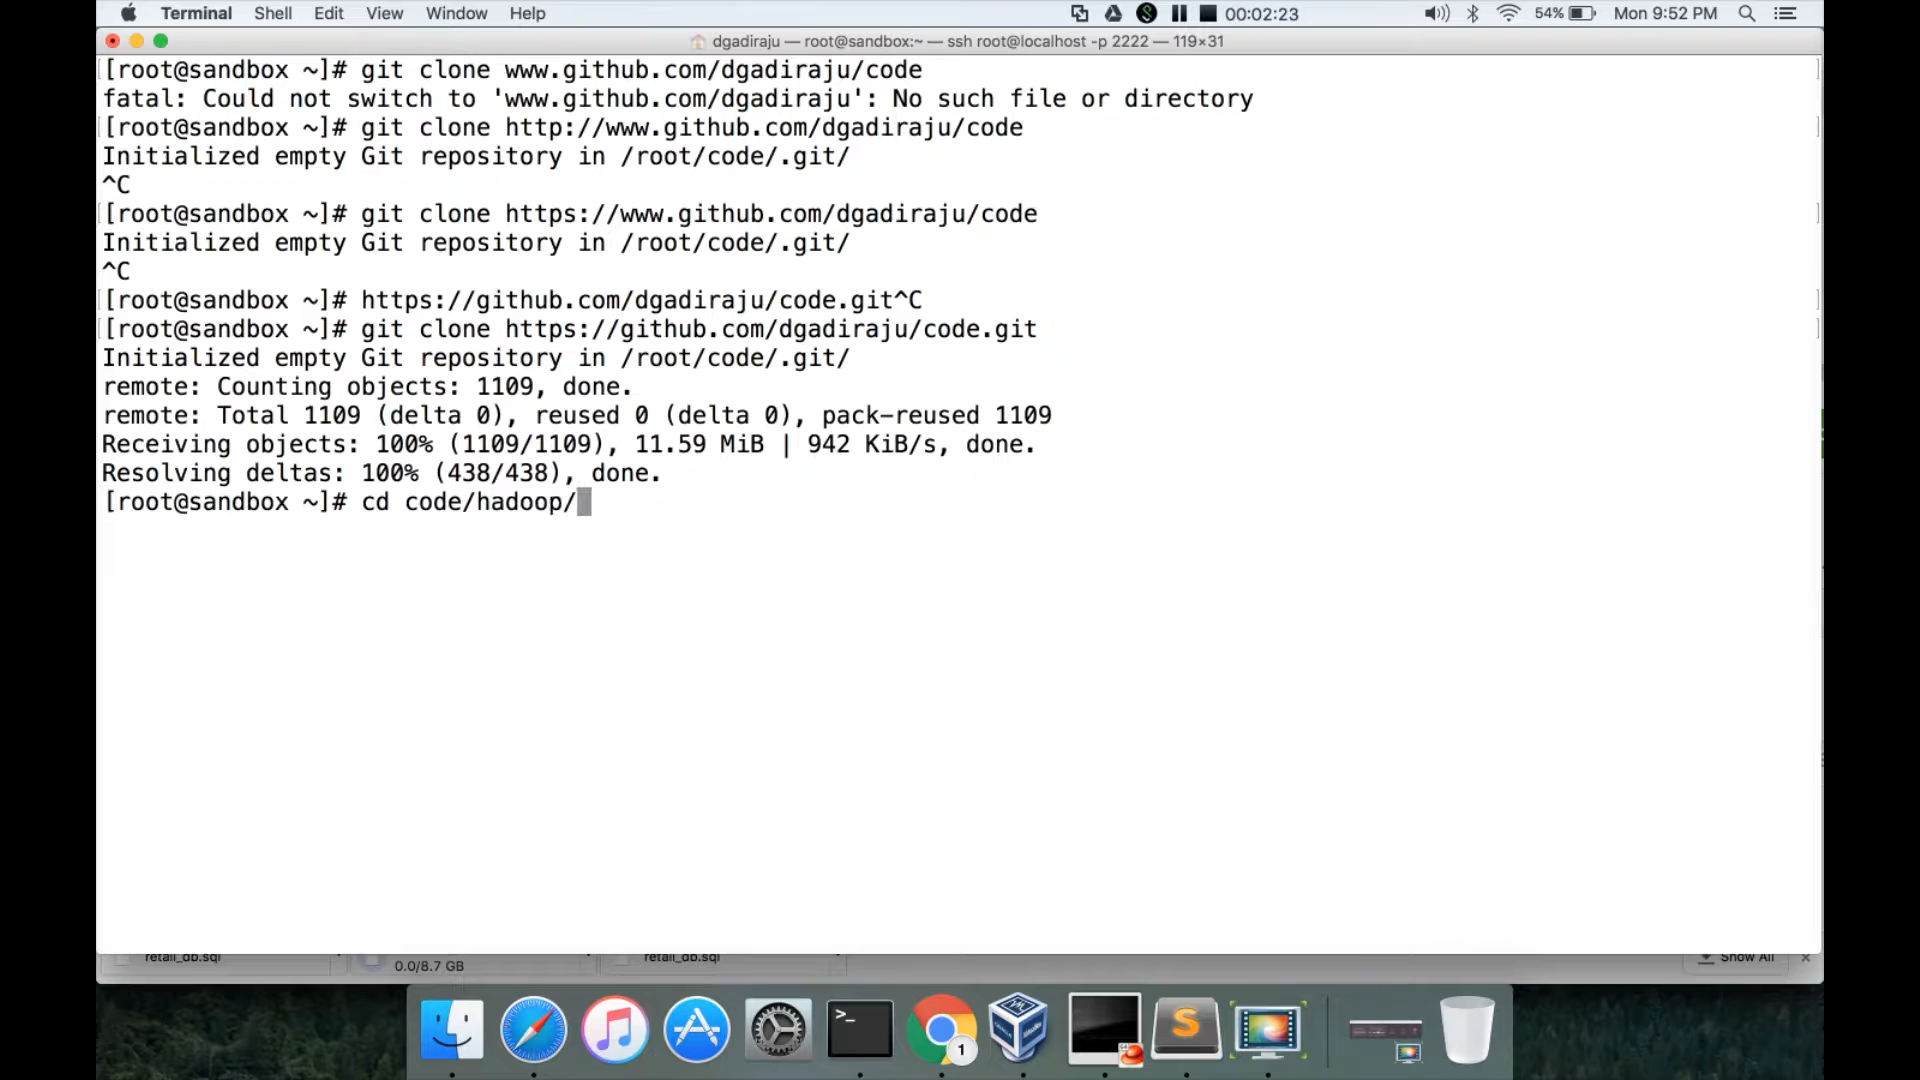 Terminal Shell Edit View Window Help 00:02:23 54% Mon 9:52 PM
dgadiraju — root@sandbox:~ — ssh root@localhost -p 2222 — 119×31
[root@sandbox ~]# git clone www.github.com/dgadiraju/code
fatal: Could not switch to 'www.github.com/dgadiraju': No such file or directory
[root@sandbox ~]# git clone http://www.github.com/dgadiraju/code
Initialized empty Git repository in /root/code/.git/
^C
[root@sandbox ~]# git clone https://www.github.com/dgadiraju/code
Initialized empty Git repository in /root/code/.git/
^C
[root@sandbox ~]# https://github.com/dgadiraju/code.git^C
[root@sandbox ~]# git clone https://github.com/dgadiraju/code.git
Initialized empty Git repository in /root/code/.git/
remote: Counting objects: 1109, done.
remote: Total 1109 (delta 0), reused 0 (delta 0), pack-reused 1109
Receiving objects: 100% (1109/1109), 11.59 MiB | 942 KiB/s, done.
Resolving deltas: 100% (438/438), done.
[root@sandbox ~]# cd code/hadoop/
retail_db.sql 0.0/8.7 GB retail_db.sql Show All
1